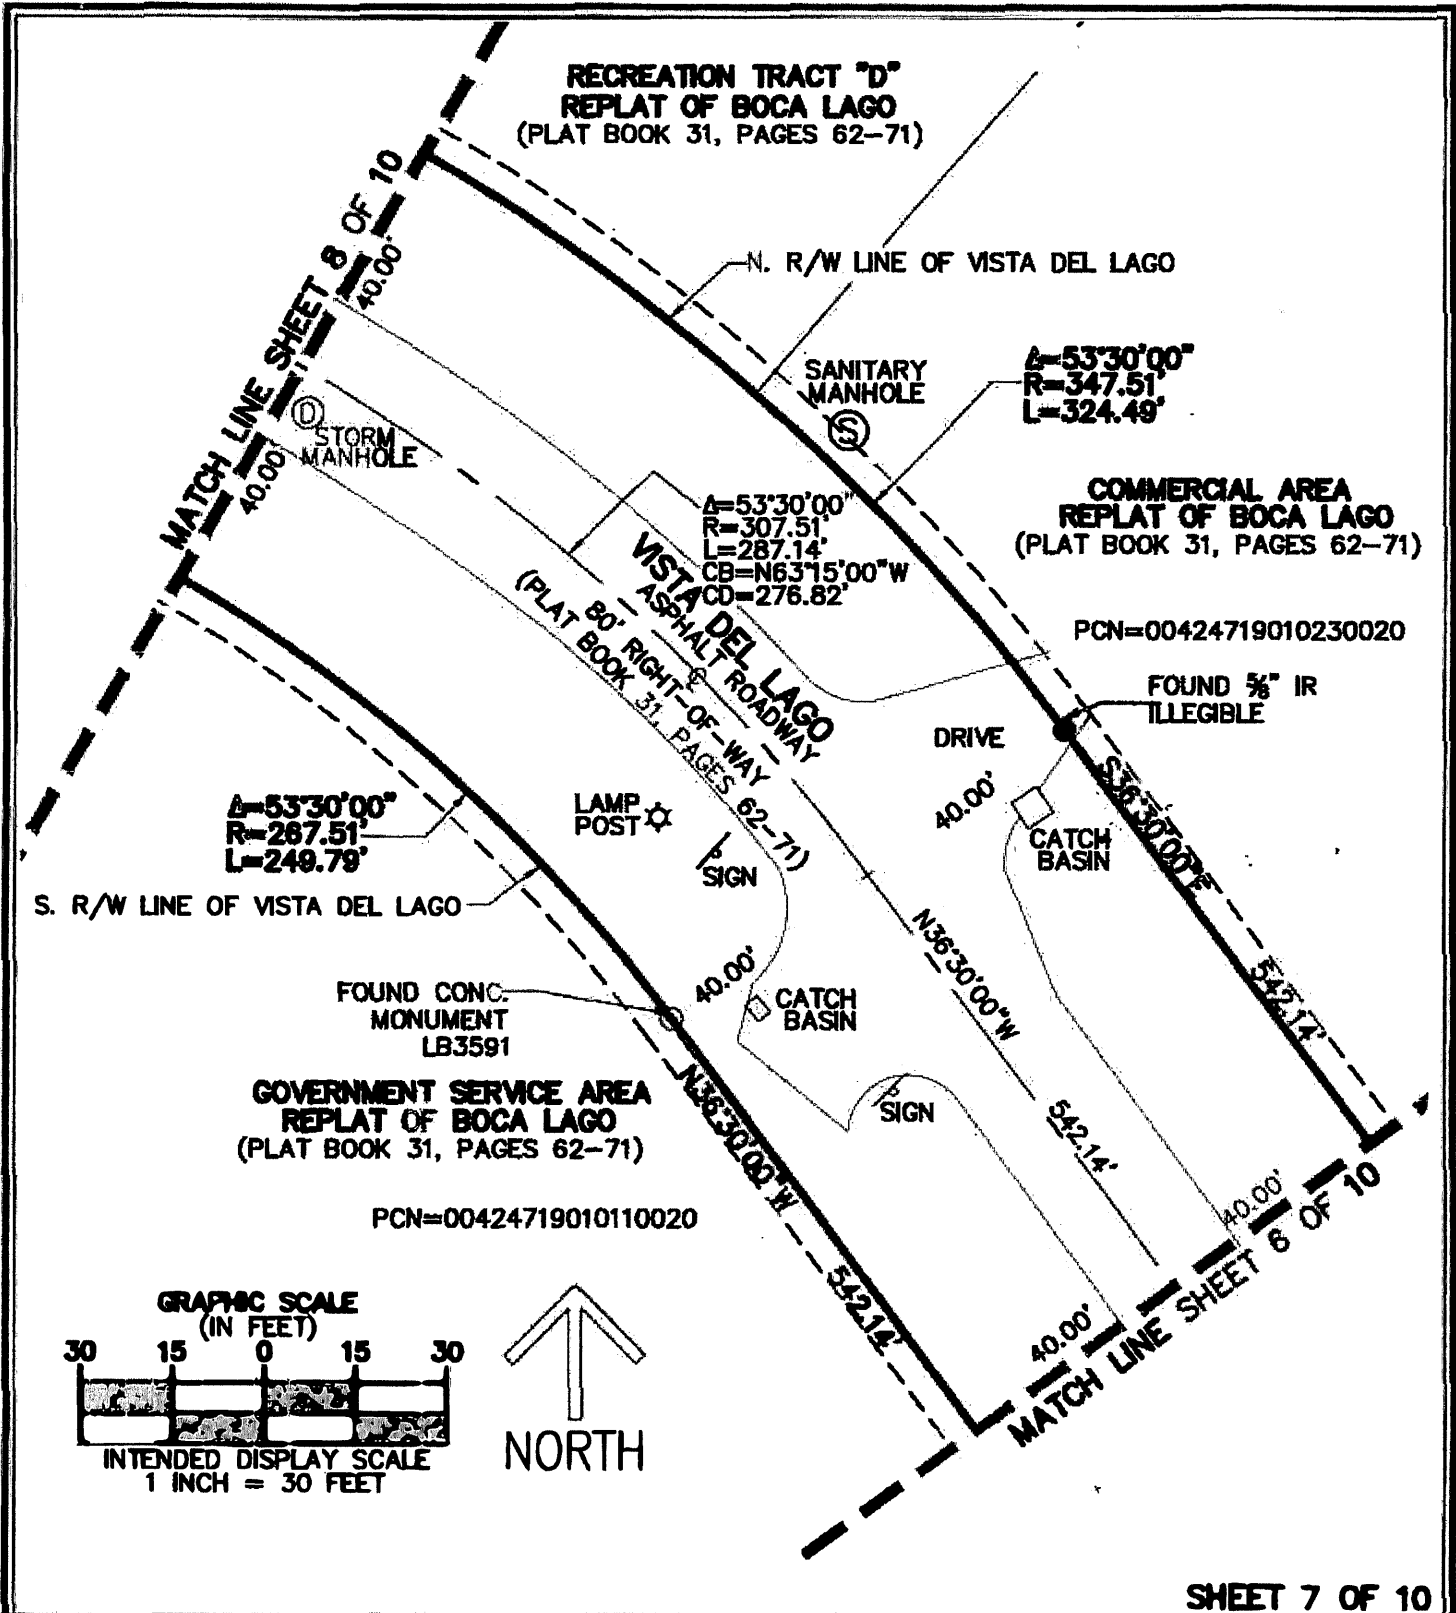 RECREATION TRACT "D"
REPLAT OF BOCA LAGO
(PLAT BOOK 31, PAGES 62-71)
MATCH LINE SHEET 8 OF 10
40.00'
40.00'
N. R/W LINE OF VISTA DEL LAGO
SANITARY
MANHOLE
S
Δ=53°30'00"
R=347.51'
L=324.49'
D
STORM
MANHOLE
COMMERCIAL AREA
REPLAT OF BOCA LAGO
(PLAT BOOK 31, PAGES 62-71)
Δ=53°30'00"
R=307.51'
L=287.14'
CB=N63°15'00"W
CD=276.82'
VISTA DEL LAGO
ASPHALT ROADWAY
℄
80' RIGHT-OF-WAY
(PLAT BOOK 31, PAGES 62-71)
PCN=00424719010230020
FOUND ⅝" IR
ILLEGIBLE
DRIVE
40.00'
CATCH
BASIN
S36°30'00"E
542.14'
LAMP
POST
SIGN
Δ=53°30'00"
R=267.51'
L=249.79'
S. R/W LINE OF VISTA DEL LAGO
N36°30'00"W
542.14'
FOUND CONC.
MONUMENT
LB3591
40.00'
CATCH
BASIN
SIGN
GOVERNMENT SERVICE AREA
REPLAT OF BOCA LAGO
(PLAT BOOK 31, PAGES 62-71)
N36°30'00"W
542.14'
PCN=00424719010110020
40.00'
40.00'
MATCH LINE SHEET 6 OF 10
GRAPHIC SCALE
(IN FEET)
30 15 0 15 30
INTENDED DISPLAY SCALE
1 INCH = 30 FEET
NORTH
SHEET 7 OF 10